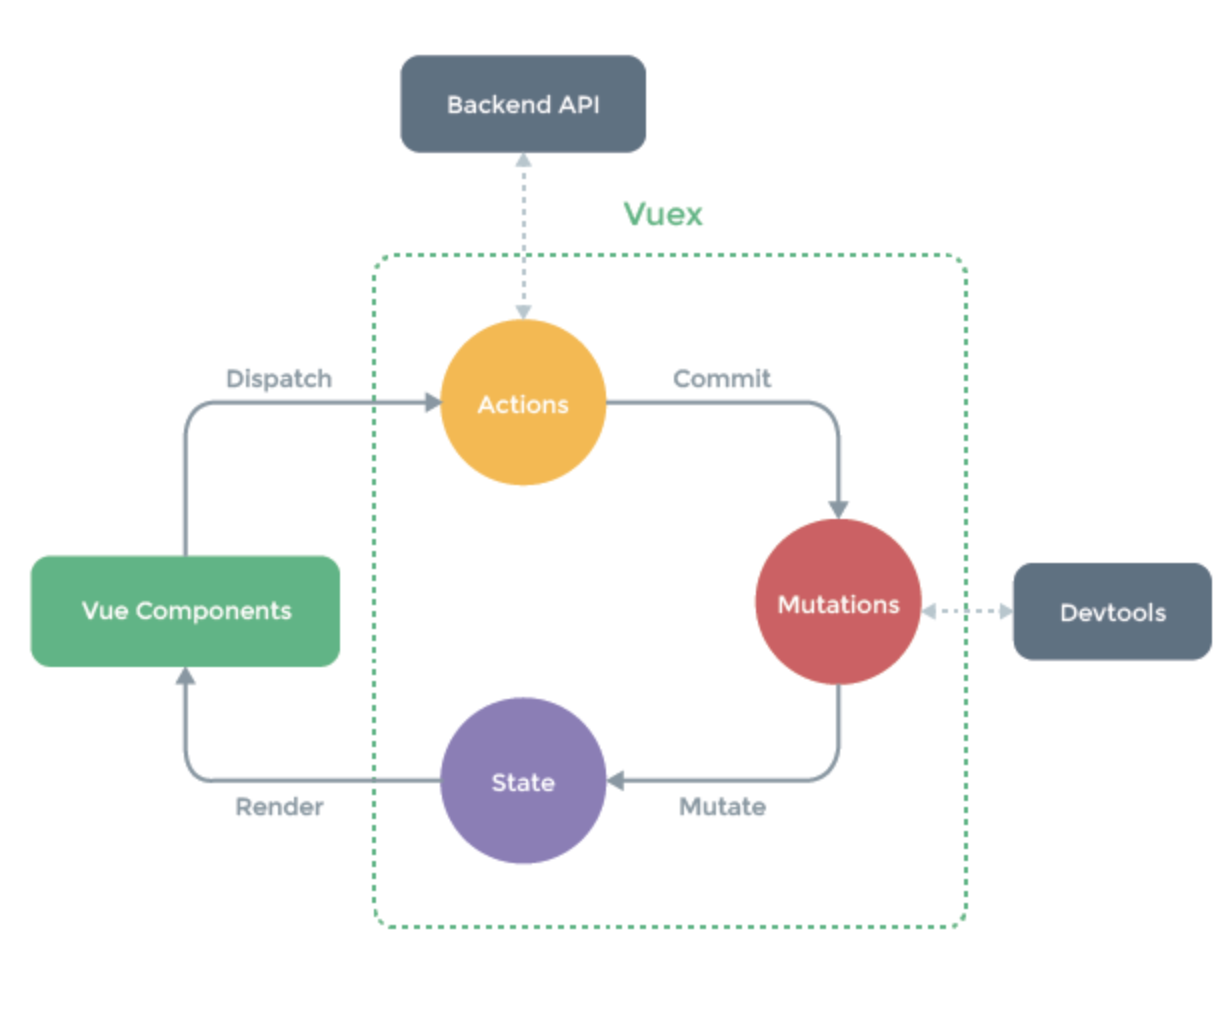 Backend API
Vuex
Dispatch
Commit
Actions
Vue Components
Mutations
Devtools
State
Render
Mutate